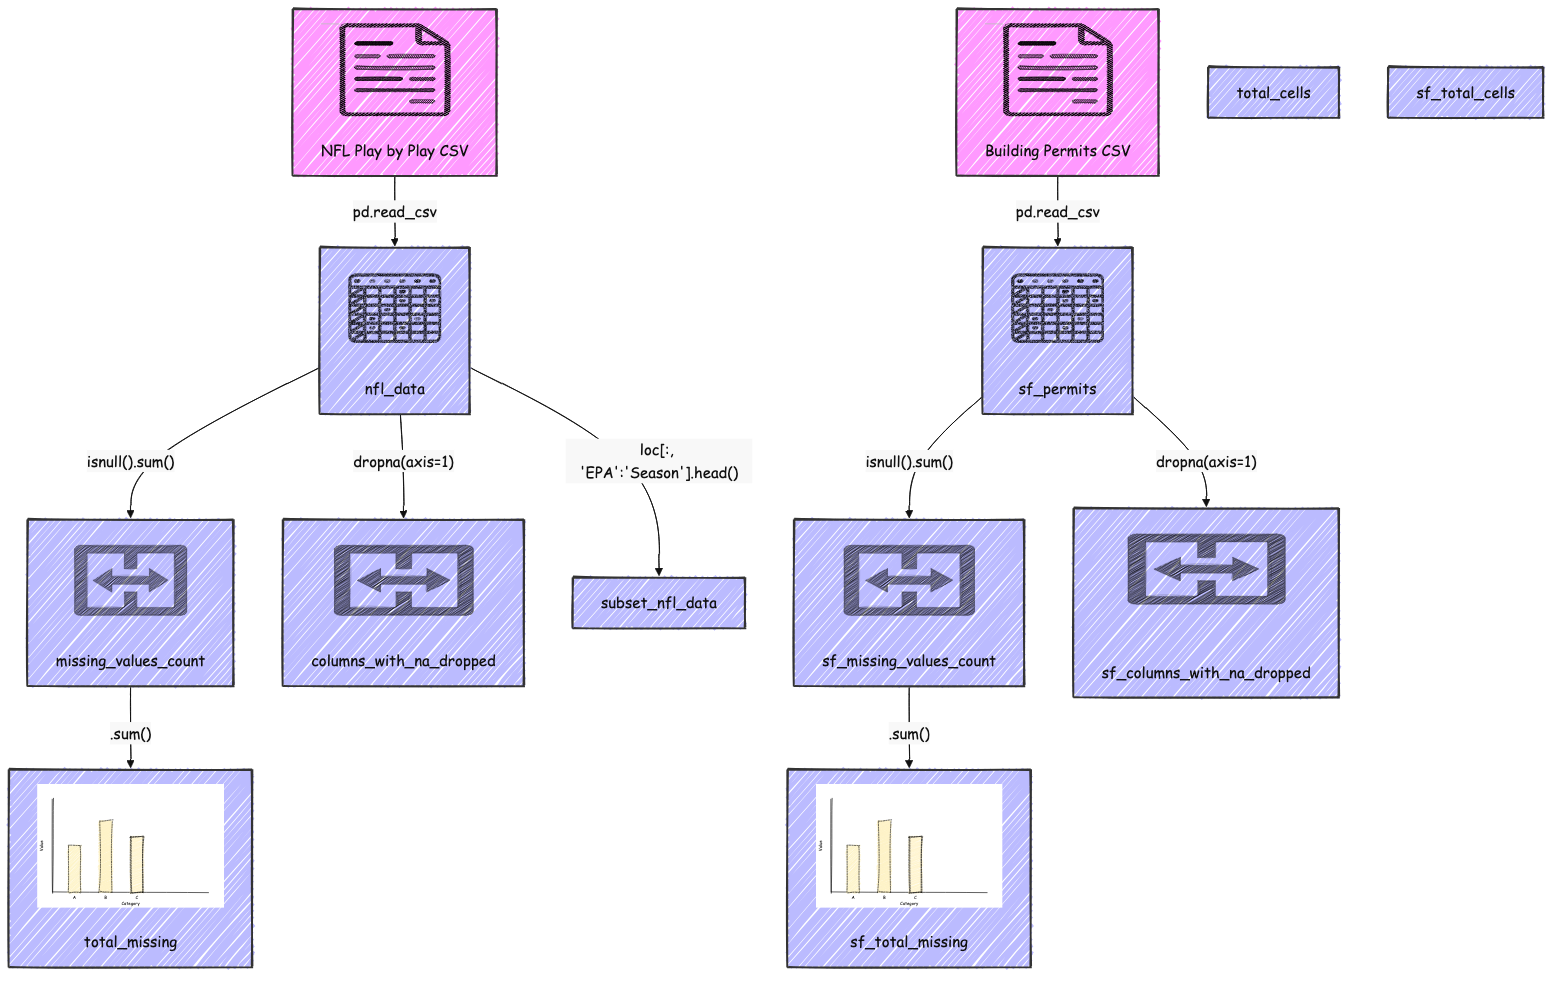 NFL Play by Play CSV
Building Permits CSV
total_cells
sf_total_cells
pd.read_csv
pd.read_csv
nfl_data
sf_permits
isnull().sum()
dropna(axis=1)
loc[:,
'EPA':'Season'].head()
isnull().sum()
dropna(axis=1)
missing_values_count
columns_with_na_dropped
subset_nfl_data
sf_missing_values_count
sf_columns_with_na_dropped
.sum()
.sum()
Value
A
B
C
Category
total_missing
Value
A
B
C
Category
sf_total_missing